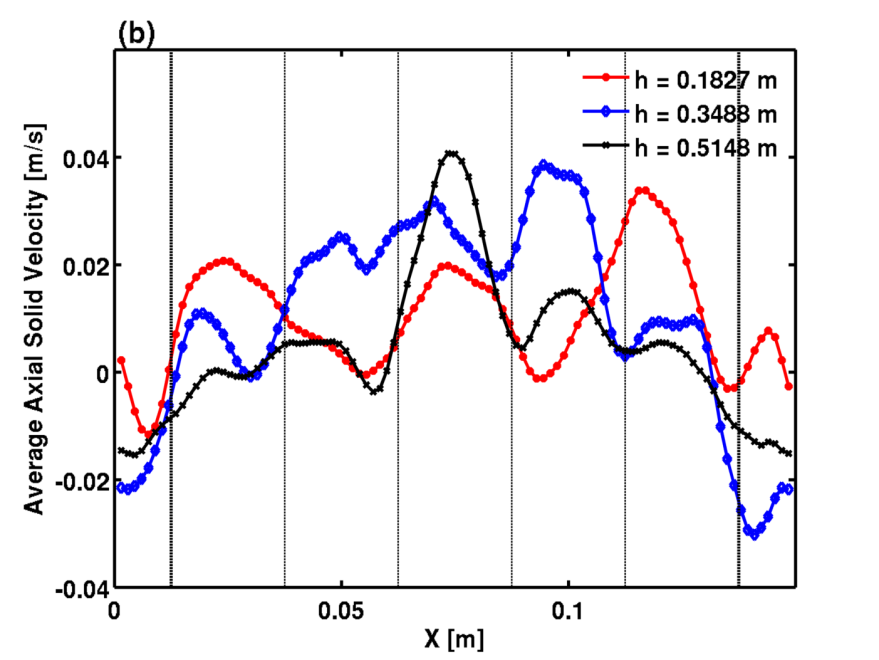 (b)
h = 0.1827 m
h = 0.3488 m
h = 0.5148 m
Average Axial Solid Velocity [m/s]
0.04
0.02
0
-0.02
-0.04
0
0.05
0.1
X [m]